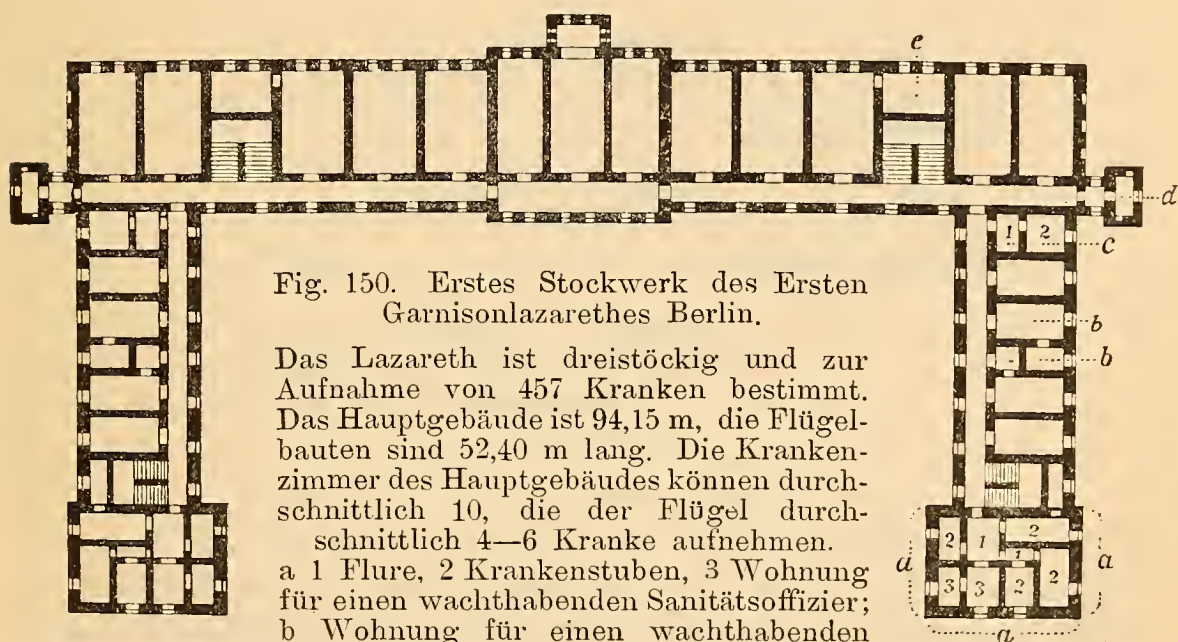 e
d
1 2
c
b
b
Fig. 150. Erstes Stockwerk des Ersten
Garnisonlazarethes Berlin.
Das Lazareth ist dreistöckig und zur
Aufnahme von 457 Kranken bestimmt.
Das Hauptgebäude ist 94,15 m, die Flügel-
bauten sind 52,40 m lang. Die Kranken-
zimmer des Hauptgebäudes können durch-
schnittlich 10, die der Flügel durch-
schnittlich 4—6 Kranke aufnehmen.
a 1 Flure, 2 Krankenstuben, 3 Wohnung
für einen wachthabenden Sanitätsoffizier;
b Wohnung für einen wachthabenden
2 1 2
1
a a
3 3 2 2
a